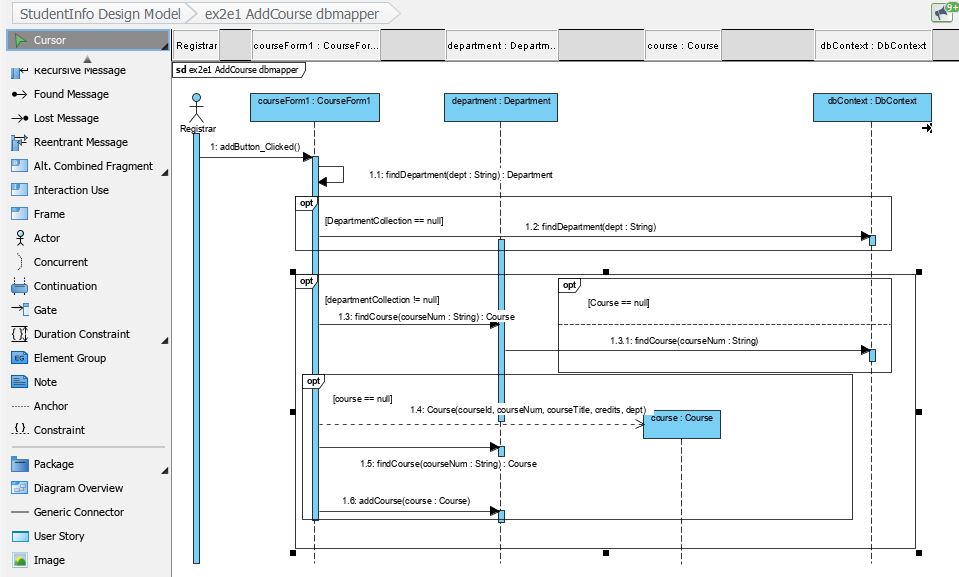 StudentInfo Design Model
ex2e1 AddCourse dbmapper
9+
Cursor
Recursive Message
Found Message
Lost Message
Reentrant Message
Alt. Combined Fragment
Interaction Use
Frame
Actor
Concurrent
Continuation
Gate
Duration Constraint
Element Group
EG
Note
Anchor
Constraint
Package
Diagram Overview
Generic Connector
User Story
Image
Registrar
courseForm1 : CourseFor...
department : Departm...
course : Course
dbContext : DbContext
sd ex2e1 AddCourse dbmapper
Registrar
courseForm1 : CourseForm1
department : Department
dbContext : DbContext
1: addButton_Clicked()
1.1: findDepartment(dept : String) : Department
opt
[DepartmentCollection == null]
1.2: findDepartment(dept : String)
opt
[departmentCollection != null]
opt
[Course == null]
1.3: findCourse(courseNum : String) : Course
1.3.1: findCourse(courseNum : String)
opt
[course == null]
1.4: Course(courseId, courseNum, courseTitle, credits, dept)
course : Course
1.5: findCourse(courseNum : String) : Course
1.6: addCourse(course : Course)